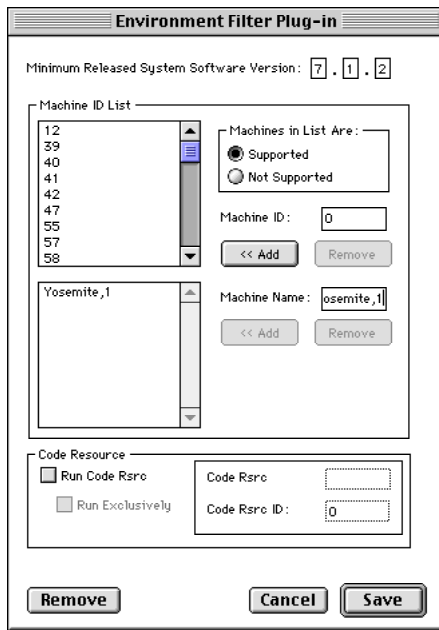 Environment Filter Plug-in
Minimum Released System Software Version: 7 . 1 . 2
Machine ID List
12
39
40
41
42
47
55
57
58
Machines in List Are:
Supported
Not Supported
Machine ID: 0
<< Add Remove
Yosemite,1
Machine Name: osemite,1
<< Add Remove
Code Resource
Run Code Rsrc
Run Exclusively
Code Rsrc
Code Rsrc ID: 0
Remove Cancel Save